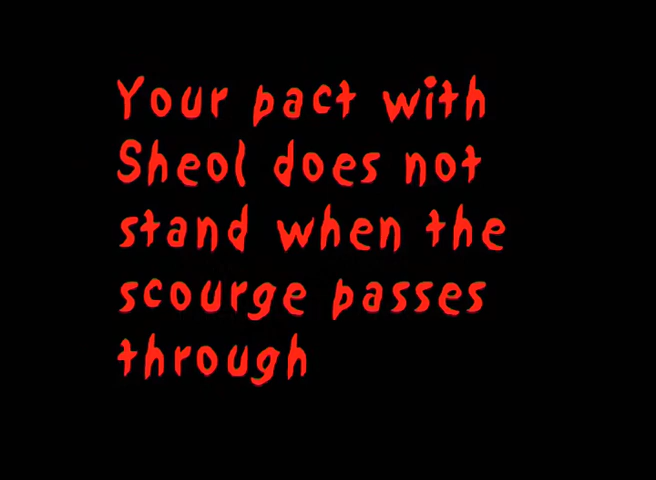 Your pact with
Sheol does not
stand when the
scourge passes
through